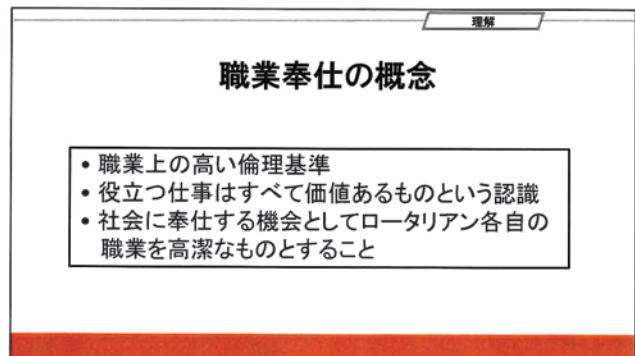 理解
職業奉仕の概念
• 職業上の高い倫理基準
• 役立つ仕事はすべて価値あるものという認識
• 社会に奉仕する機会としてロータリアン各自の
職業を高潔なものとすること